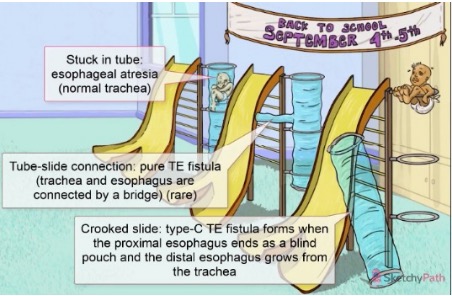 BACK TO SCHOOL
SEPTEMBER 4th-5th
Stuck in tube:
esophageal atresia
(normal trachea)
Tube-slide connection: pure TE fistula
(trachea and esophagus are
connected by a bridge) (rare)
Crooked slide: type-C TE fistula forms when
the proximal esophagus ends as a blind
pouch and the distal esophagus grows from
the trachea
SketchyPath